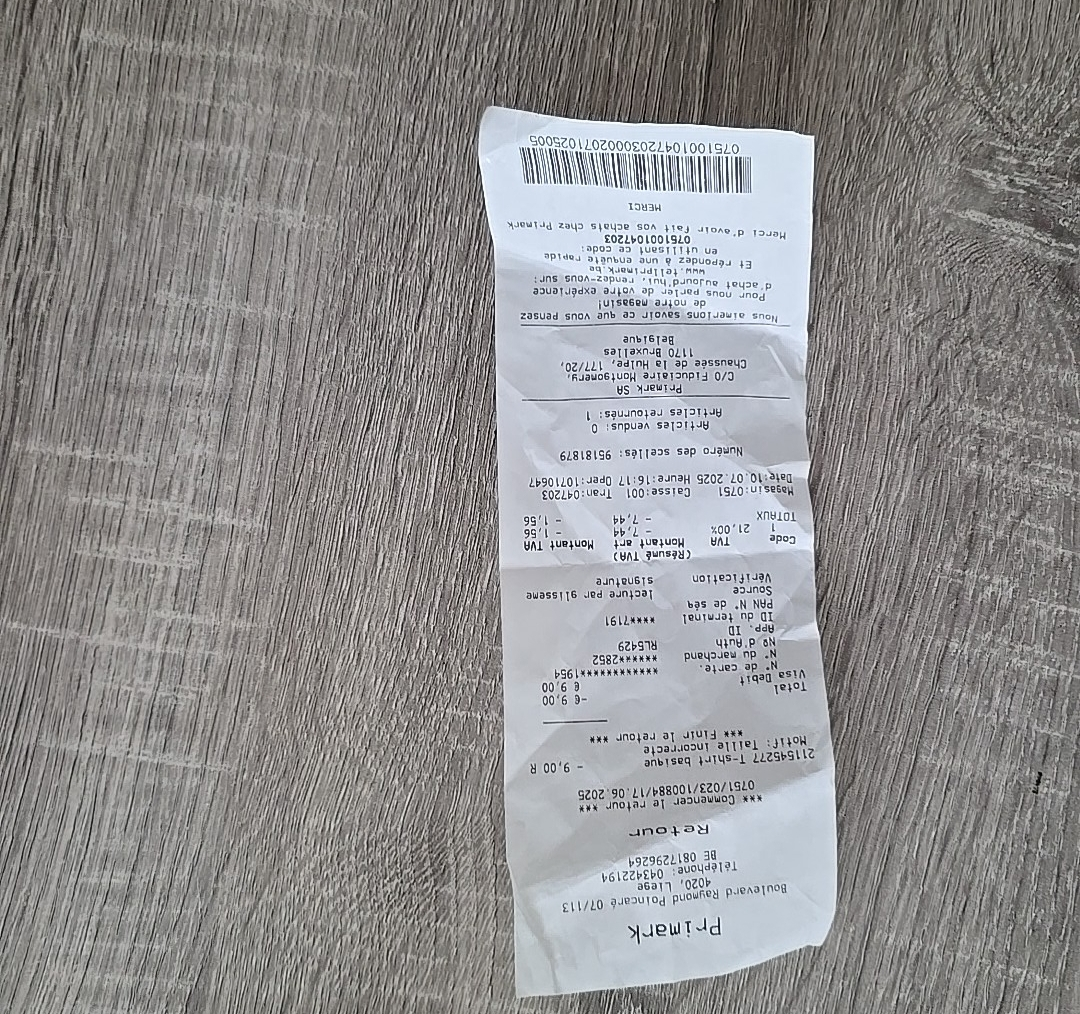 Primark
Boulevard Raymond Poincaré 07/113
4020, Liege
Téléphone: 043422194
BE 0817296264
Retour
*** Commencer le retour ***
0751/023/100884/17.06.2025
211545277 T-shirt basique - 9,00 R
Motif: Taille incorrecte
*** Finir le retour ***
Total -€ 9,00
Visa Debit € 9,00
N° de carte. ************1954
N° du marchand *******2852
N° d'Auth RL5429
App. ID
ID du terminal ****7191
PAN N° de séq
Source lecture par glisseme
Vérification signature
(Résumé TVA)
Code TVA Montant art Montant TVA
1 21,00% - 7,44 - 1,56
TOTAUX - 7,44 - 1,56
Magasin:0751 Caisse:001 Tran:047203
Date:10.07.2025 Heure:16:17 Oper:10710647
Numéro des scellés: 95181879
Articles vendus: 0
Articles retournés: 1
Primark SA
C/O Fiduciaire Montgomery,
Chaussée de la Hulpe, 177/20,
1170 Bruxelles
Belgique
Nous aimerions savoir ce que vous pensez
de notre magasin!
Pour nous parler de votre expérience
d'achat aujourd'hui, rendez-vous sur:
www.tellprimark.be
Et répondez à une enquête rapide
en utilisant ce code:
0751001047203
Merci d'avoir fait vos achats chez Primark
MERCI
0751001047203000207102​5005